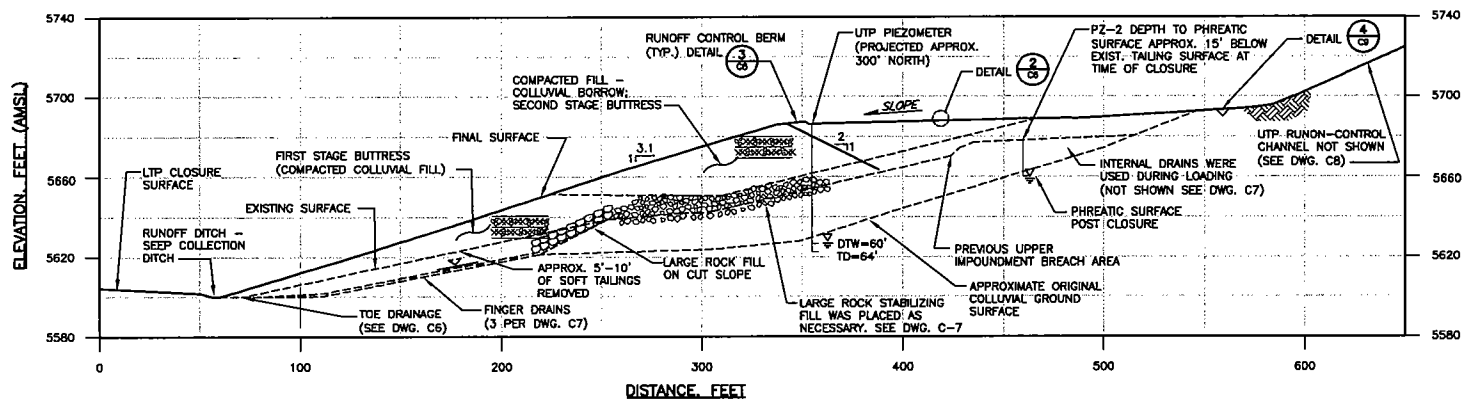 5740
5700
5660
5620
5580
ELEVATION, FEET (AMSL)
RUNOFF CONTROL BERM
(TYP.) DETAIL
3
C8
UTP PIEZOMETER
(PROJECTED APPROX.
300' NORTH)
DETAIL
2
C6
PZ-2 DEPTH TO PHREATIC
SURFACE APPROX. 15' BELOW
EXIST. TAILING SURFACE AT
TIME OF CLOSURE
DETAIL
4
C9
5740
5700
5660
5620
5580
COMPACTED FILL -
COLLUVIAL BORROW;
SECOND STAGE BUTTRESS
SLOPE
FINAL SURFACE
3.1
1
2
1
FIRST STAGE BUTTRESS
(COMPACTED COLLUVIAL FILL)
LTP CLOSURE
SURFACE
EXISTING SURFACE
RUNOFF DITCH -
SEEP COLLECTION
DITCH
UTP RUNON-CONTROL
CHANNEL NOT SHOWN
(SEE DWG. C8)
INTERNAL DRAINS WERE
USED DURING LOADING
(NOT SHOWN SEE DWG. C7)
PHREATIC SURFACE
POST CLOSURE
DTW=60'
TD=64'
PREVIOUS UPPER
IMPOUNDMENT BREACH AREA
APPROX. 5'-10'
OF SOFT TAILINGS
REMOVED
LARGE ROCK FILL
ON CUT SLOPE
APPROXIMATE ORIGINAL
COLLUVIAL GROUND
SURFACE
TOE DRAINAGE
(SEE DWG. C6)
FINGER DRAINS
(3 PER DWG. C7)
LARGE ROCK STABILIZING
FILL WAS PLACED AS
NECESSARY. SEE DWG. C-7
0 100 200 300 400 500 600
DISTANCE, FEET